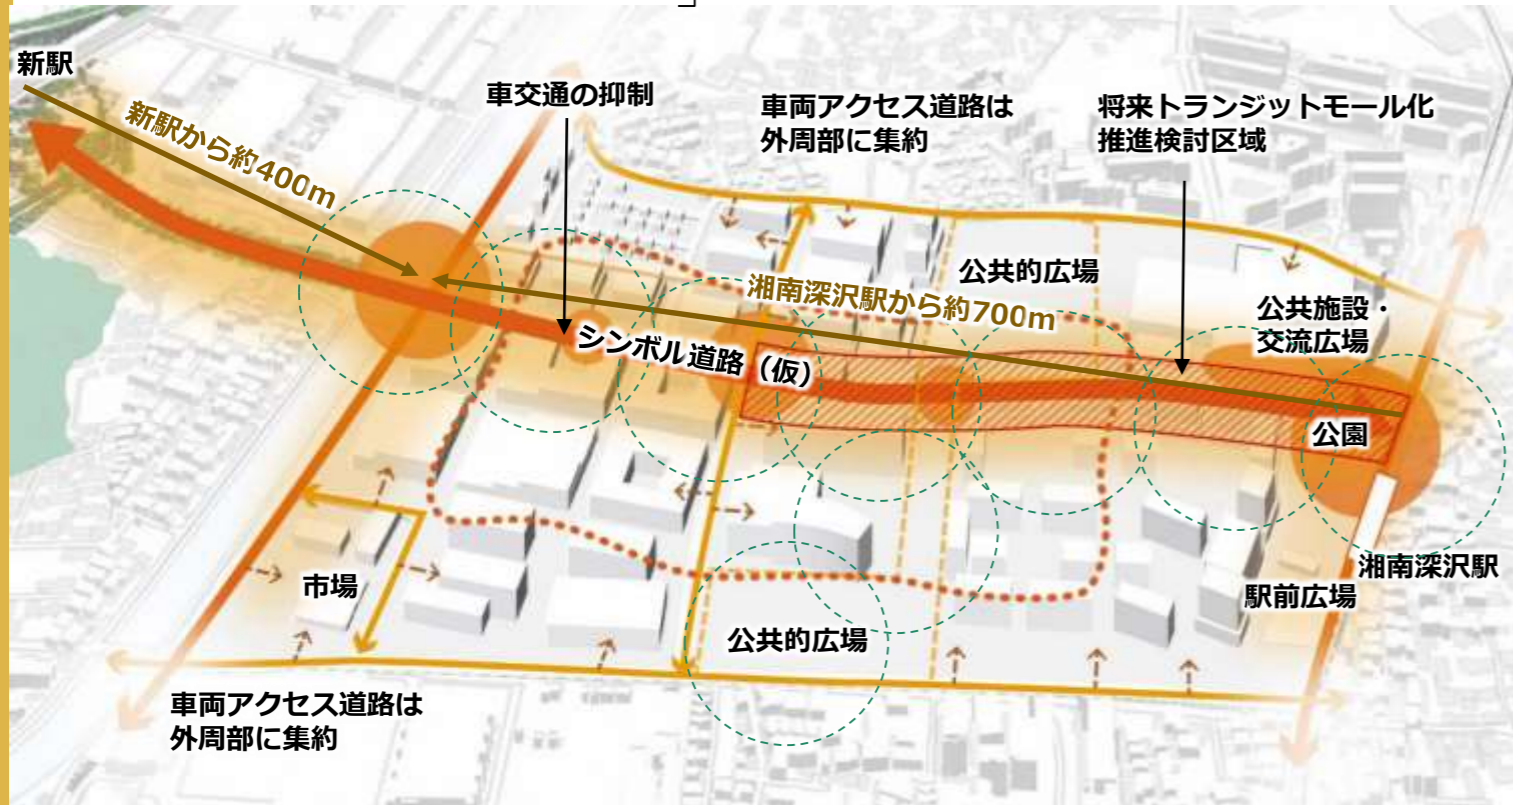 新駅
車交通の抑制
車両アクセス道路は
外周部に集約
将来トランジットモール化
推進検討区域
新駅から約400m
公共的広場
湘南深沢駅から約700m
公共施設・
交流広場
シンボル道路（仮）
公園
湘南深沢駅
駅前広場
市場
公共的広場
車両アクセス道路は
外周部に集約